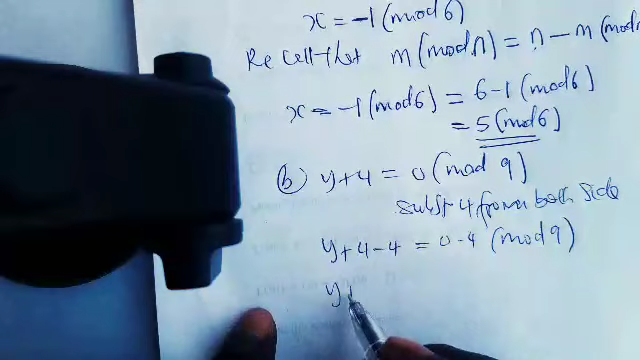 x = -1 (mod 6)
Recall that m (mod n) = n - m (mod
x = -1 (mod 6) = 6-1 (mod 6)
= 5 (mod 6)
(b) y+4 = 0 (mod 9)
subst 4 from both side
y+4-4 = 0-4 (mod 9)
y